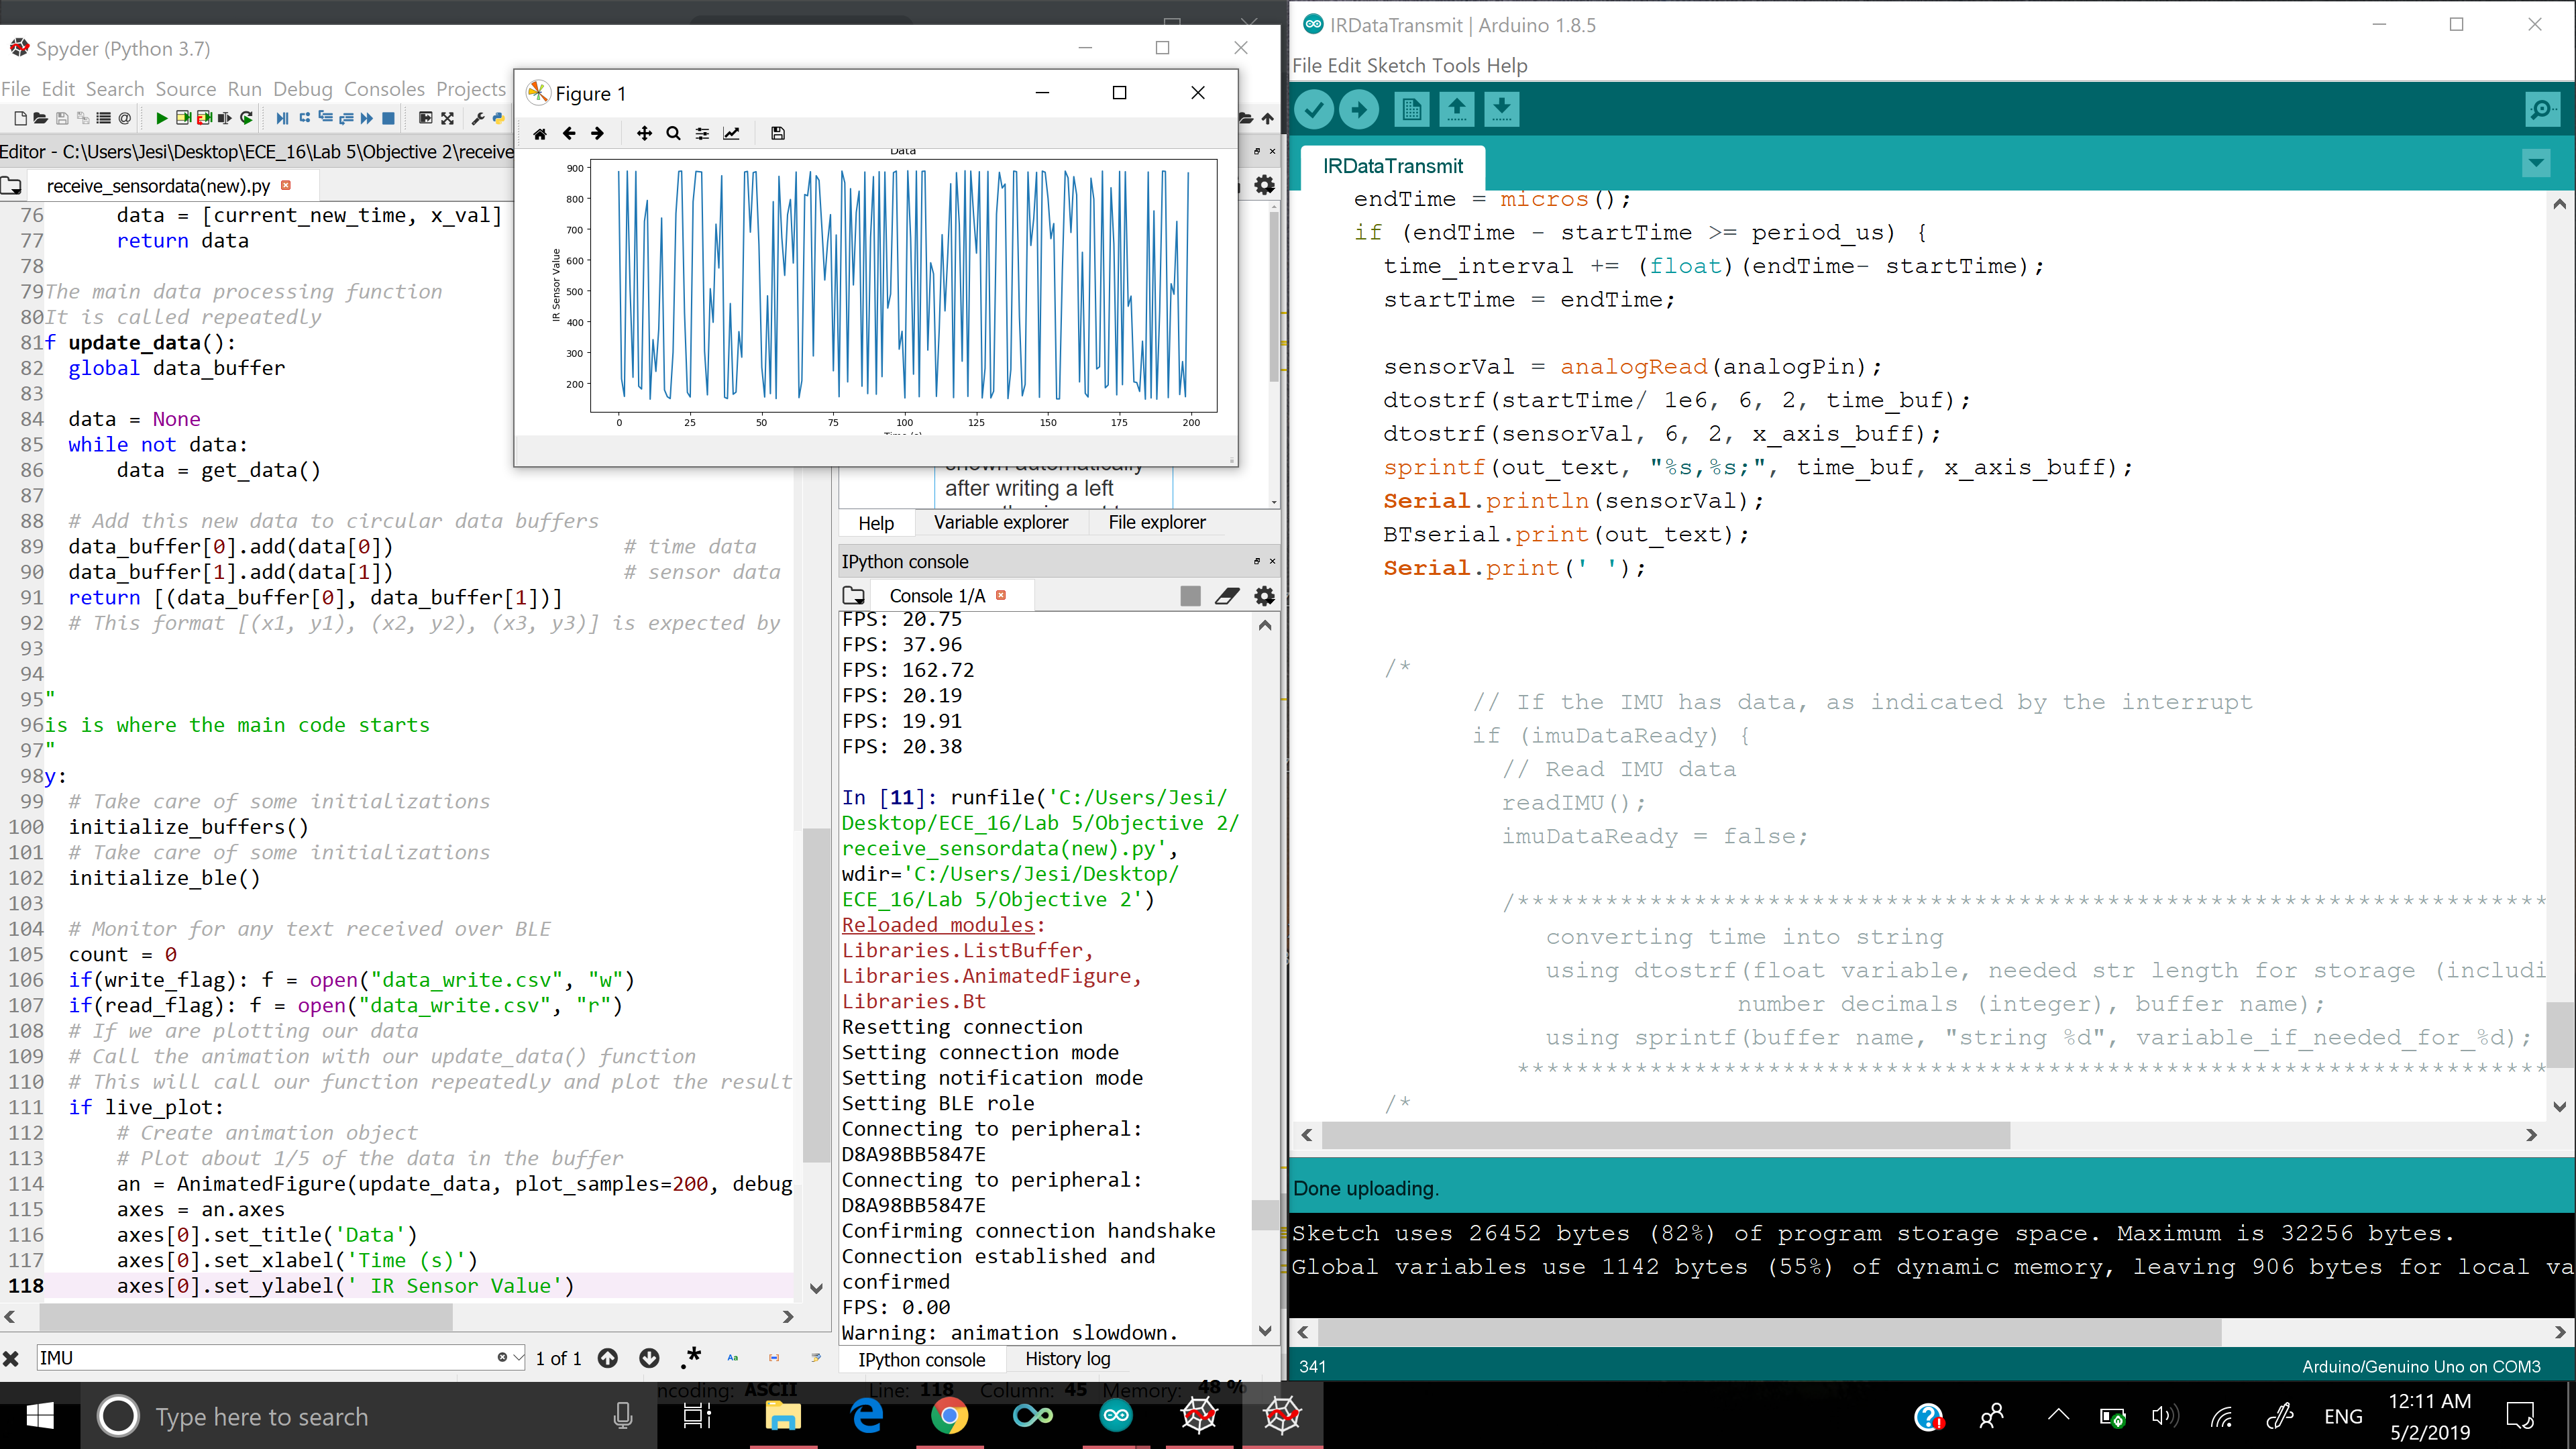 Spyder (Python 3.7)
File Edit Search Source Run Debug Consoles Projects
Editor - C:\Users\Jesi\Desktop\ECE_16\Lab 5\Objective 2\receive
receive_sensordata(new).py
76 data = [current_new_time, x_val]
77 return data
78
79 The main data processing function
80 It is called repeatedly
81 f update_data():
82 global data_buffer
83
84 data = None
85 while not data:
86 data = get_data()
87
88 # Add this new data to circular data buffers
89 data_buffer[0].add(data[0]) # time data
90 data_buffer[1].add(data[1]) # sensor data
91 return [(data_buffer[0], data_buffer[1])]
92 # This format [(x1, y1), (x2, y2), (x3, y3)] is expected by
93
94
95 "
96 is is where the main code starts
97 "
98 y:
99 # Take care of some initializations
100 initialize_buffers()
101 # Take care of some initializations
102 initialize_ble()
103
104 # Monitor for any text received over BLE
105 count = 0
106 if(write_flag): f = open("data_write.csv", "w")
107 if(read_flag): f = open("data_write.csv", "r")
108 # If we are plotting our data
109 # Call the animation with our update_data() function
110 # This will call our function repeatedly and plot the result
111 if live_plot:
112 # Create animation object
113 # Plot about 1/5 of the data in the buffer
114 an = AnimatedFigure(update_data, plot_samples=200, debug
115 axes = an.axes
116 axes[0].set_title('Data')
117 axes[0].set_xlabel('Time (s)')
118 axes[0].set_ylabel(' IR Sensor Value')
IMU
1 of 1
.*
Aa
Figure 1
Data
900
800
700
600
500
400
300
200
IR Sensor Value
0 25 50 75 100 125 150 175 200
Time (s)
shown automatically
after writing a left
Help Variable explorer File explorer
IPython console
Console 1/A
FPS: 20.75
FPS: 37.96
FPS: 162.72
FPS: 20.19
FPS: 19.91
FPS: 20.38
In [11]: runfile('C:/Users/Jesi/
Desktop/ECE_16/Lab 5/Objective 2/
receive_sensordata(new).py',
wdir='C:/Users/Jesi/Desktop/
ECE_16/Lab 5/Objective 2')
Reloaded modules:
Libraries.ListBuffer,
Libraries.AnimatedFigure,
Libraries.Bt
Resetting connection
Setting connection mode
Setting notification mode
Setting BLE role
Connecting to peripheral:
D8A98BB5847E
Connecting to peripheral:
D8A98BB5847E
Confirming connection handshake
Connection established and
confirmed
FPS: 0.00
Warning: animation slowdown.
IPython console History log
ncoding: ASCII Line: 118 Column: 45 Memory: 48 %
IRDataTransmit | Arduino 1.8.5
File Edit Sketch Tools Help
IRDataTransmit
endTime = micros();
if (endTime - startTime >= period_us) {
time_interval += (float)(endTime- startTime);
startTime = endTime;
sensorVal = analogRead(analogPin);
dtostrf(startTime/ 1e6, 6, 2, time_buf);
dtostrf(sensorVal, 6, 2, x_axis_buff);
sprintf(out_text, "%s,%s;", time_buf, x_axis_buff);
Serial.println(sensorVal);
BTserial.print(out_text);
Serial.print(' ');
/*
// If the IMU has data, as indicated by the interrupt
if (imuDataReady) {
// Read IMU data
readIMU();
imuDataReady = false;
/**********************************************************************
converting time into string
using dtostrf(float variable, needed str length for storage (includi
number decimals (integer), buffer name);
using sprintf(buffer name, "string %d", variable_if_needed_for_%d);
**********************************************************************
/*
Done uploading.
Sketch uses 26452 bytes (82%) of program storage space. Maximum is 32256 bytes.
Global variables use 1142 bytes (55%) of dynamic memory, leaving 906 bytes for local va
341
Arduino/Genuino Uno on COM3
Type here to search
ENG
12:11 AM
5/2/2019